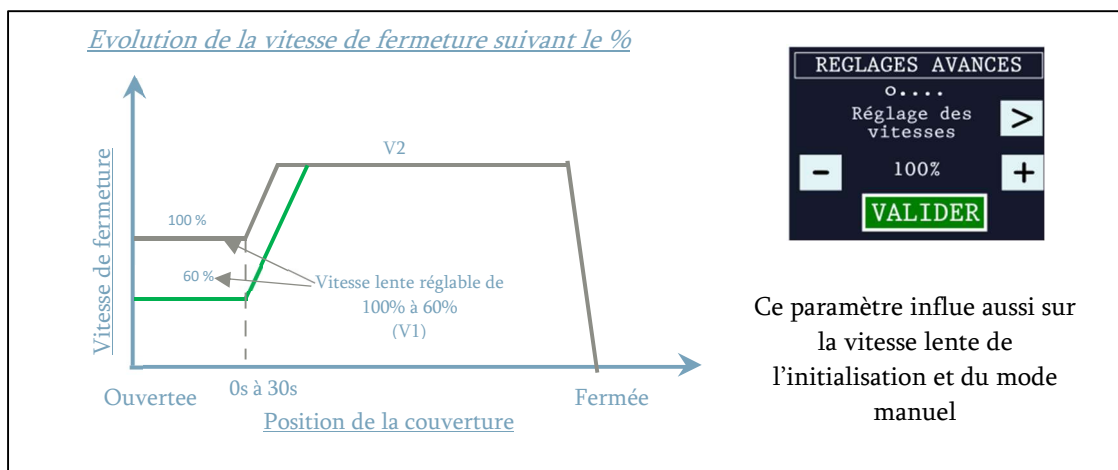 Evolution de la vitesse de fermeture suivant le %
Vitesse de fermeture
V2
100 %
60 %
Vitesse lente réglable de
100% à 60%
(V1)
Ouvertee
0s à 30s
Fermée
Position de la couverture
REGLAGES AVANCES
Réglage des
vitesses
>
-
100%
+
VALIDER
Ce paramètre influe aussi sur
la vitesse lente de
l'initialisation et du mode
manuel